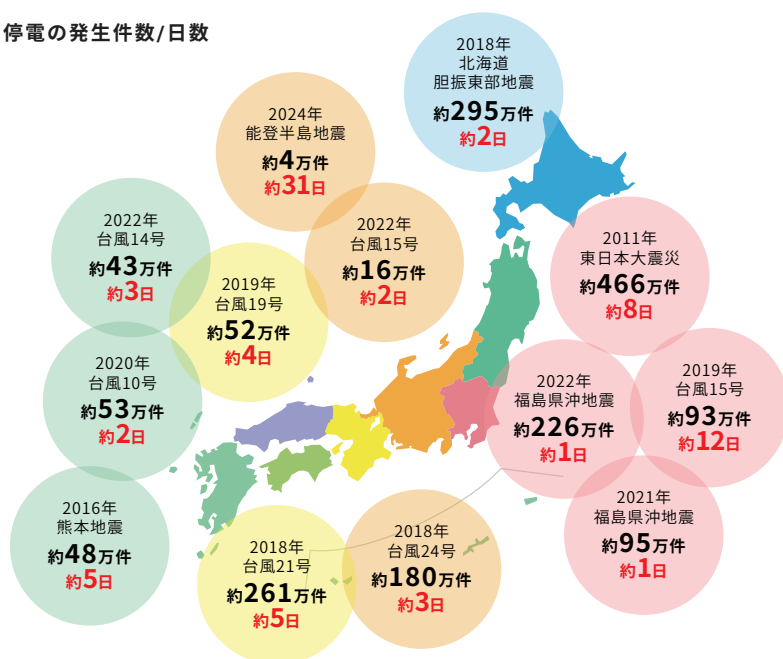 停電の発生件数/日数
2018年
北海道
胆振東部地震
約295万件
約2日
2024年
能登半島地震
約4万件
約31日
2022年
台風14号
約43万件
約3日
2022年
台風15号
約16万件
約2日
2011年
東日本大震災
約466万件
約8日
2019年
台風19号
約52万件
約4日
2020年
台風10号
約53万件
約2日
2022年
福島県沖地震
約226万件
約1日
2019年
台風15号
約93万件
約12日
2016年
熊本地震
約48万件
約5日
2018年
台風21号
約261万件
約5日
2018年
台風24号
約180万件
約3日
2021年
福島県沖地震
約95万件
約1日